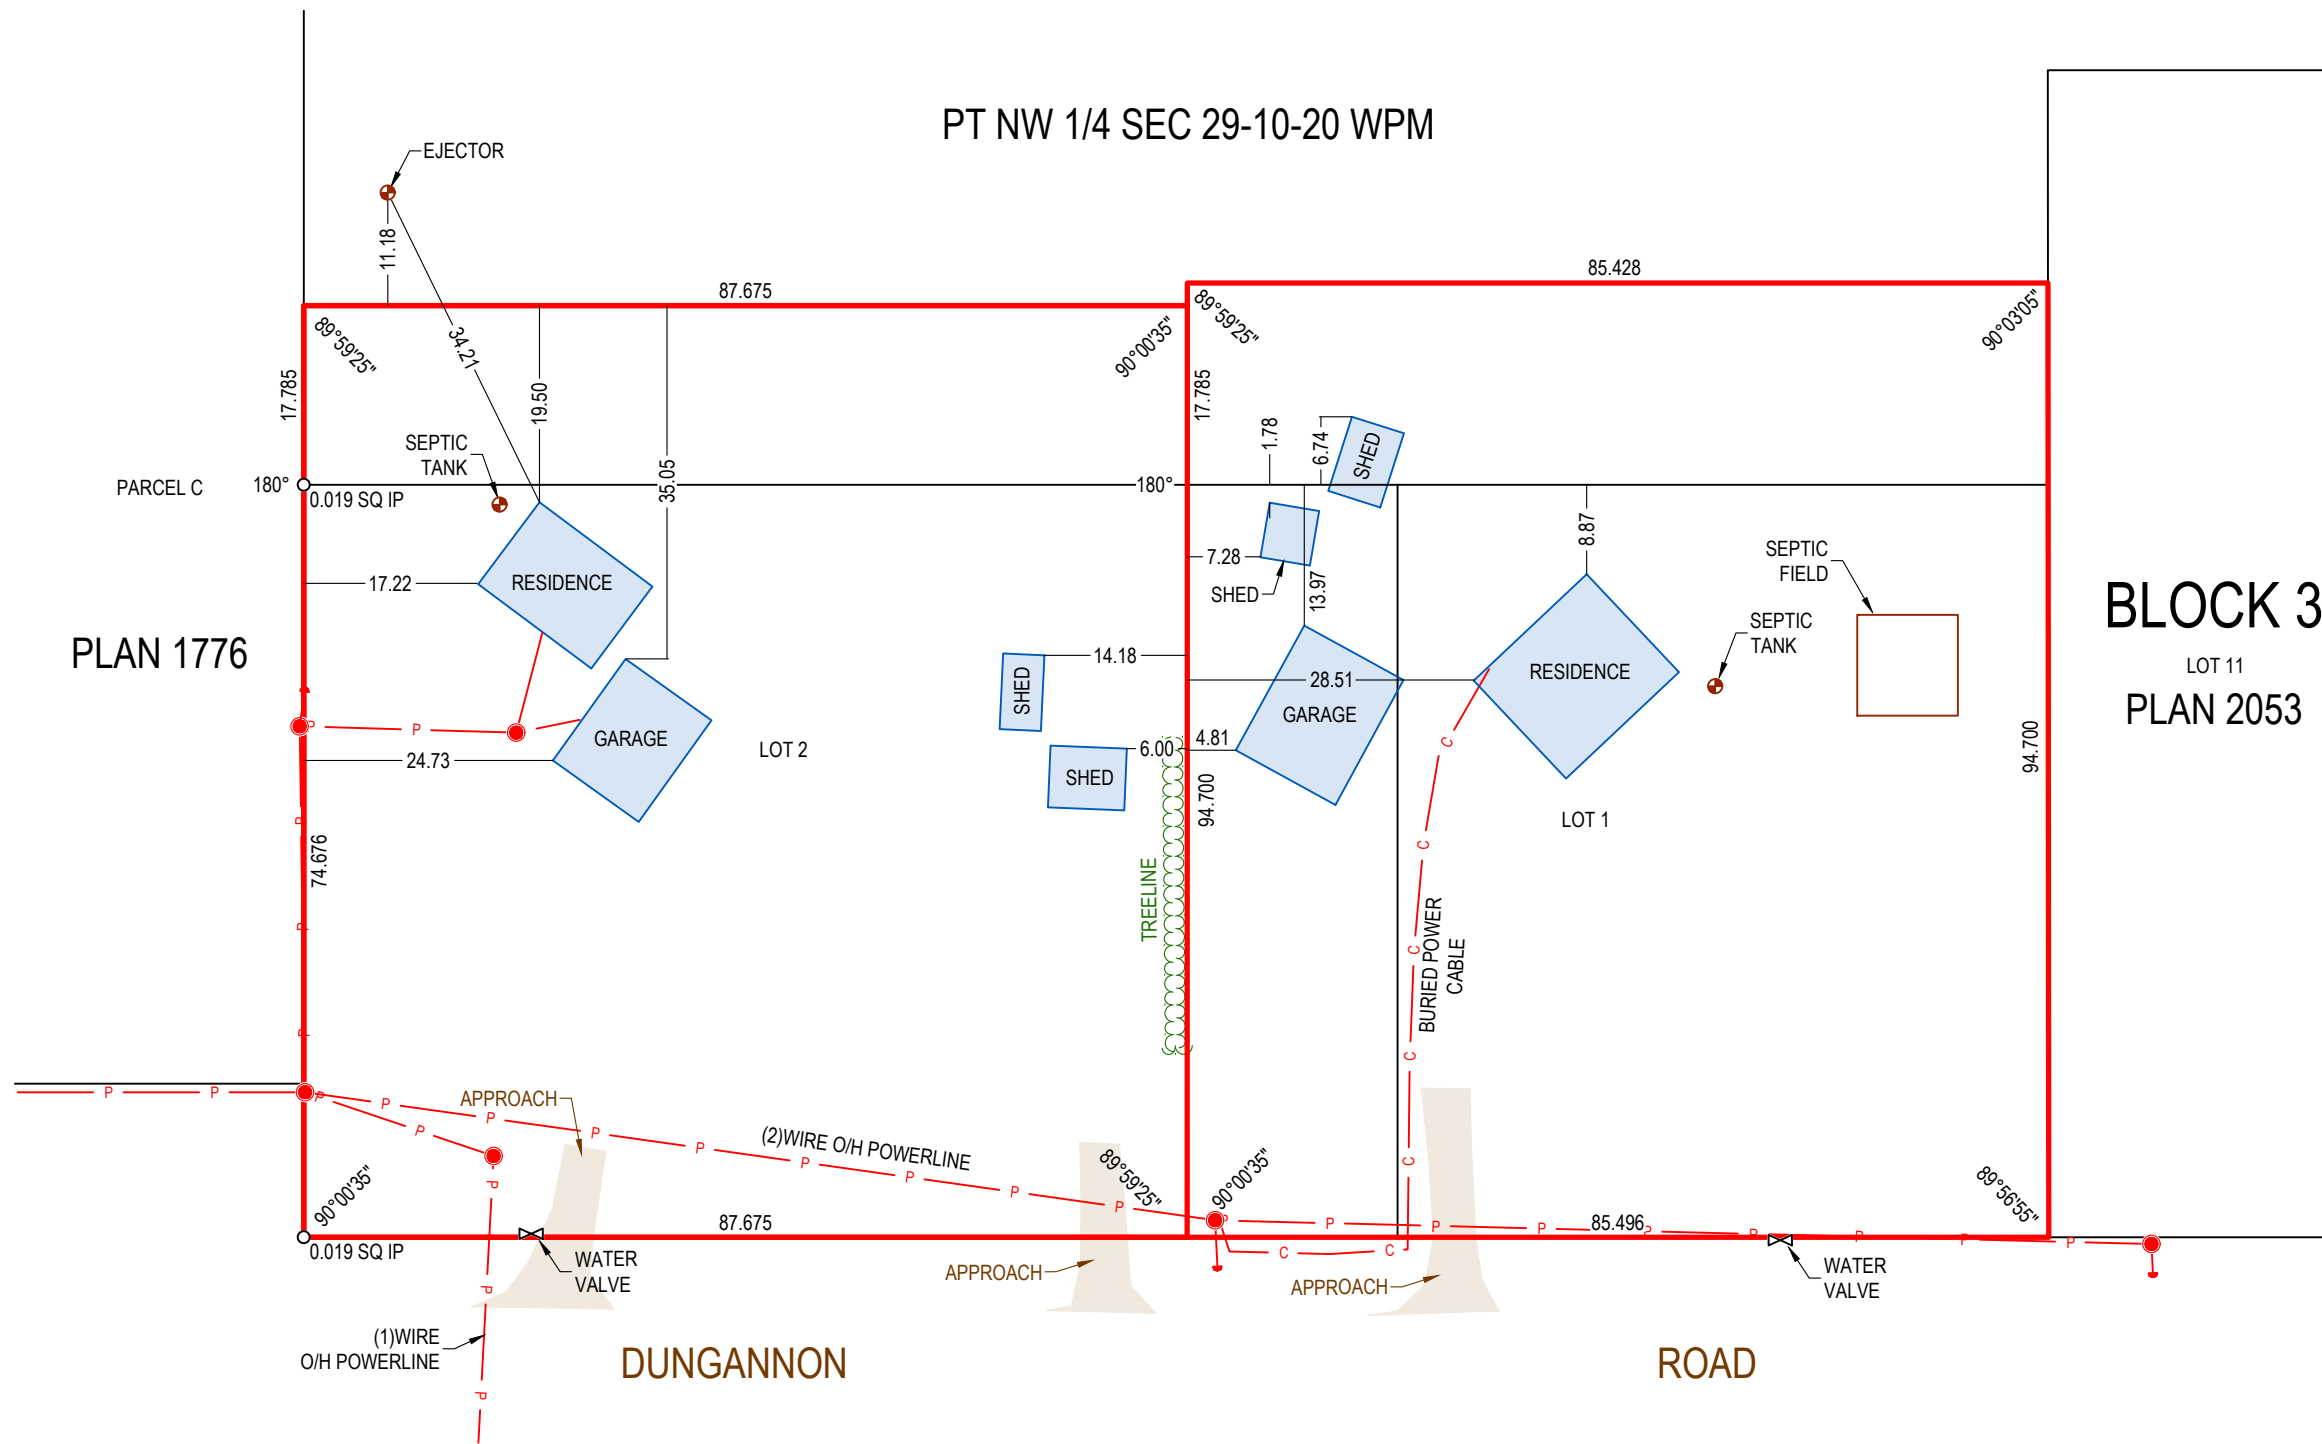 PT NW 1/4 SEC 29-10-20 WPM
EJECTOR
11.18
34.21
87.675
85.428
89°59'25"
90°00'35"
89°59'25"
90°03'05"
17.785
19.50
35.05
17.785
1.78
6.74
SHED
SEPTIC
TANK
PARCEL C
180°
0.019 SQ IP
180°
7.28
SHED
13.97
8.87
SEPTIC
FIELD
17.22
RESIDENCE
BLOCK 3
LOT 11
PLAN 2053
PLAN 1776
SEPTIC
TANK
14.18
SHED
28.51
RESIDENCE
GARAGE
P
P
GARAGE
LOT 2
24.73
6.00
4.81
SHED
94.700
94.700
LOT 1
74.676
P
P
P
TREELINE
C
C
C
C
C
BURIED POWER
CABLE
P
P
P
P
P
APPROACH
P
P
P
P
P
P
P
P
(2)WIRE O/H POWERLINE
90°00'35"
89°59'25"
90°00'35"
89°56'55"
P
P
P
P
P
P
P
P
P
87.675
85.496
C
C
0.019 SQ IP
WATER
VALVE
APPROACH
APPROACH
WATER
VALVE
P
P
P
(1)WIRE
O/H POWERLINE
DUNGANNON
ROAD